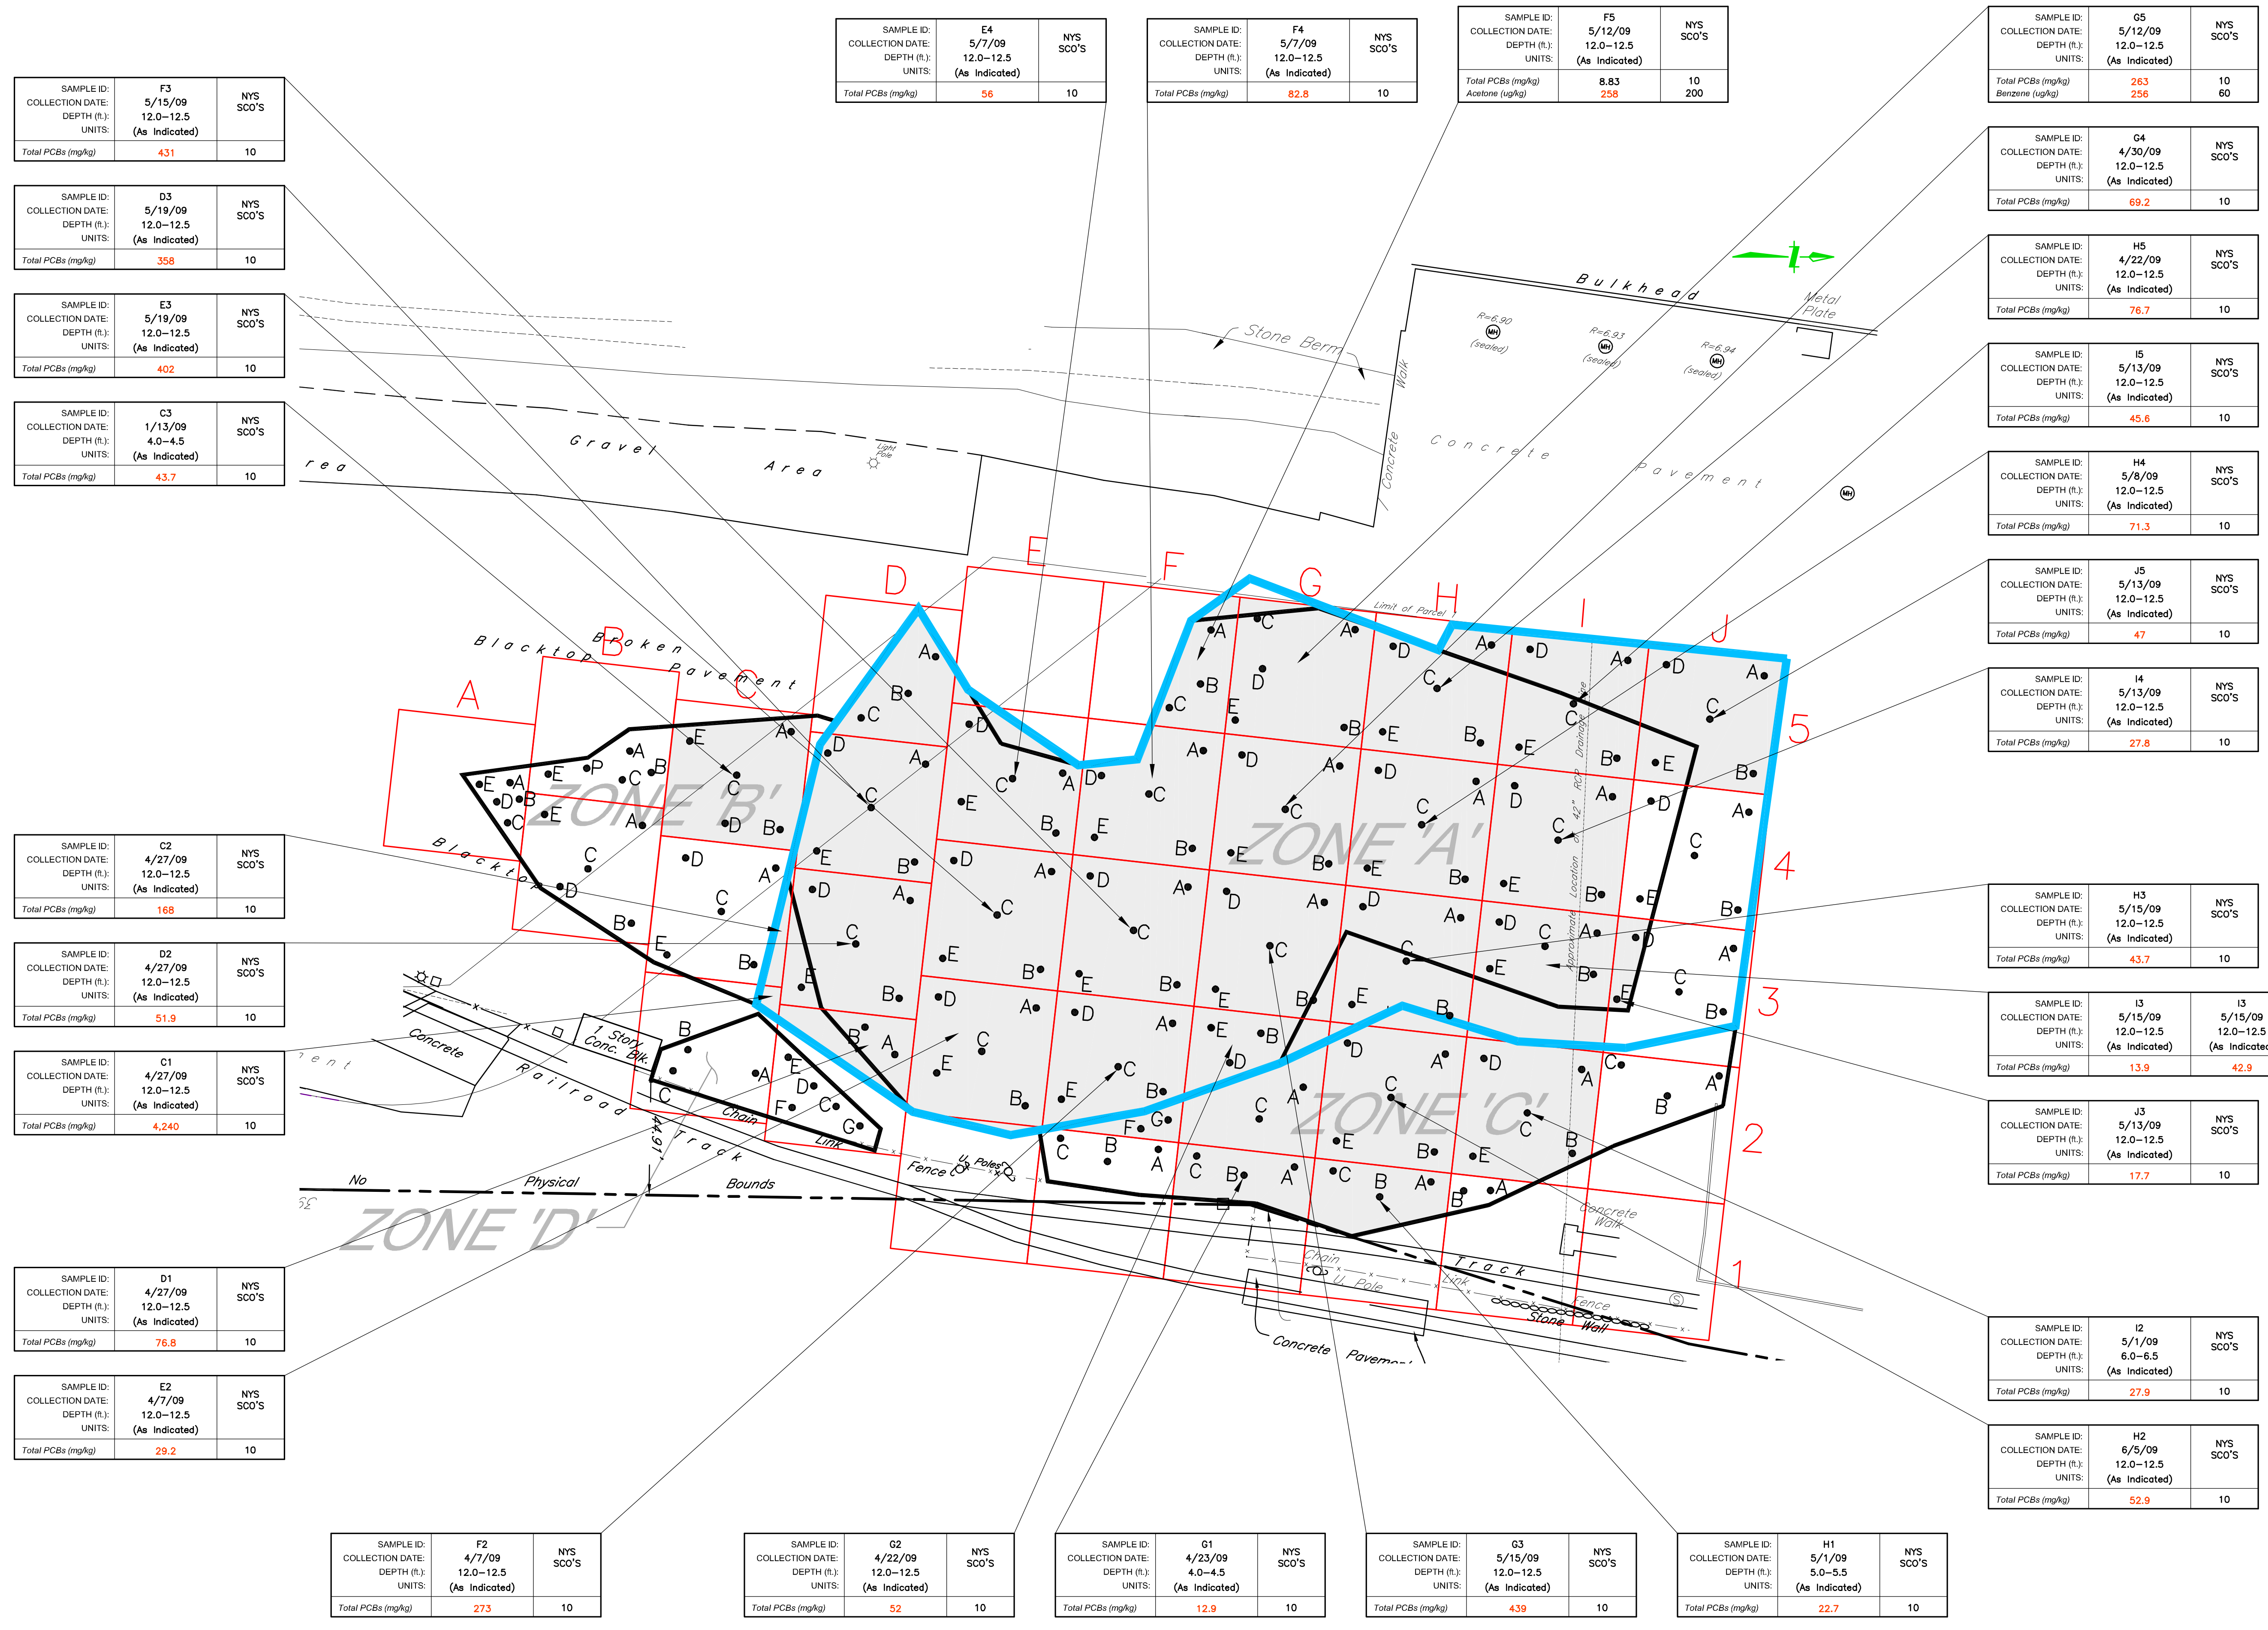 SAMPLE ID: E4 NYS SCO'S
COLLECTION DATE: 5/7/09
DEPTH (ft.): 12.0-12.5
UNITS: (As Indicated)
Total PCBs (mg/kg) 56 10
SAMPLE ID: F4 NYS SCO'S
COLLECTION DATE: 5/7/09
DEPTH (ft.): 12.0-12.5
UNITS: (As Indicated)
Total PCBs (mg/kg) 82.8 10
SAMPLE ID: F5 NYS SCO'S
COLLECTION DATE: 5/12/09
DEPTH (ft.): 12.0-12.5
UNITS: (As Indicated)
Total PCBs (mg/kg) 8.83 10
Acetone (ug/kg) 258 200
SAMPLE ID: G5 NYS SCO'S
COLLECTION DATE: 5/12/09
DEPTH (ft.): 12.0-12.5
UNITS: (As Indicated)
Total PCBs (mg/kg) 263 10
Benzene (ug/kg) 256 60
SAMPLE ID: F3 NYS SCO'S
COLLECTION DATE: 5/15/09
DEPTH (ft.): 12.0-12.5
UNITS: (As Indicated)
Total PCBs (mg/kg) 431 10
SAMPLE ID: D3 NYS SCO'S
COLLECTION DATE: 5/19/09
DEPTH (ft.): 12.0-12.5
UNITS: (As Indicated)
Total PCBs (mg/kg) 358 10
SAMPLE ID: E3 NYS SCO'S
COLLECTION DATE: 5/19/09
DEPTH (ft.): 12.0-12.5
UNITS: (As Indicated)
Total PCBs (mg/kg) 402 10
SAMPLE ID: C3 NYS SCO'S
COLLECTION DATE: 1/13/09
DEPTH (ft.): 4.0-4.5
UNITS: (As Indicated)
Total PCBs (mg/kg) 43.7 10
SAMPLE ID: C2 NYS SCO'S
COLLECTION DATE: 4/27/09
DEPTH (ft.): 12.0-12.5
UNITS: (As Indicated)
Total PCBs (mg/kg) 168 10
SAMPLE ID: D2 NYS SCO'S
COLLECTION DATE: 4/27/09
DEPTH (ft.): 12.0-12.5
UNITS: (As Indicated)
Total PCBs (mg/kg) 51.9 10
SAMPLE ID: C1 NYS SCO'S
COLLECTION DATE: 4/27/09
DEPTH (ft.): 12.0-12.5
UNITS: (As Indicated)
Total PCBs (mg/kg) 4,240 10
SAMPLE ID: D1 NYS SCO'S
COLLECTION DATE: 4/27/09
DEPTH (ft.): 12.0-12.5
UNITS: (As Indicated)
Total PCBs (mg/kg) 76.8 10
SAMPLE ID: E2 NYS SCO'S
COLLECTION DATE: 4/7/09
DEPTH (ft.): 12.0-12.5
UNITS: (As Indicated)
Total PCBs (mg/kg) 29.2 10
Bulkhead
Metal Plate
R=6.90
MH
(sealed)
R=6.93
MH
(sealed)
R=6.94
MH
(sealed)
Stone Berm
Concrete Walk
Concrete Pavement
MH
Gravel Area
Light Pole
rea
Broken
Blacktop Pavement
Blacktop
Limit of Parcel 1
A
B
C
D
E
F
G
H
I
J
5
4
3
2
1
ZONE 'A'
ZONE 'B'
ZONE 'C'
ZONE 'D'
Approximate Location of 42" RCP Drainage
1 Story Conc. Blk.
Concrete
ment
Railroad Track
Chain Link Fence
U. Poles
44.91'
No Physical Bounds
Track
Chain Link Fence
U. Pole
Stone Wall
Concrete Walk
Concrete Pavement
S
SAMPLE ID: G4 NYS SCO'S
COLLECTION DATE: 4/30/09
DEPTH (ft.): 12.0-12.5
UNITS: (As Indicated)
Total PCBs (mg/kg) 69.2 10
SAMPLE ID: H5 NYS SCO'S
COLLECTION DATE: 4/22/09
DEPTH (ft.): 12.0-12.5
UNITS: (As Indicated)
Total PCBs (mg/kg) 76.7 10
SAMPLE ID: I5 NYS SCO'S
COLLECTION DATE: 5/13/09
DEPTH (ft.): 12.0-12.5
UNITS: (As Indicated)
Total PCBs (mg/kg) 45.6 10
SAMPLE ID: H4 NYS SCO'S
COLLECTION DATE: 5/8/09
DEPTH (ft.): 12.0-12.5
UNITS: (As Indicated)
Total PCBs (mg/kg) 71.3 10
SAMPLE ID: J5 NYS SCO'S
COLLECTION DATE: 5/13/09
DEPTH (ft.): 12.0-12.5
UNITS: (As Indicated)
Total PCBs (mg/kg) 47 10
SAMPLE ID: I4 NYS SCO'S
COLLECTION DATE: 5/13/09
DEPTH (ft.): 12.0-12.5
UNITS: (As Indicated)
Total PCBs (mg/kg) 27.8 10
SAMPLE ID: H3 NYS SCO'S
COLLECTION DATE: 5/15/09
DEPTH (ft.): 12.0-12.5
UNITS: (As Indicated)
Total PCBs (mg/kg) 43.7 10
SAMPLE ID: I3 I3
COLLECTION DATE: 5/15/09 5/15/09
DEPTH (ft.): 12.0-12.5 12.0-12.5
UNITS: (As Indicated) (As Indicated
Total PCBs (mg/kg) 13.9 42.9
SAMPLE ID: J3 NYS SCO'S
COLLECTION DATE: 5/13/09
DEPTH (ft.): 12.0-12.5
UNITS: (As Indicated)
Total PCBs (mg/kg) 17.7 10
SAMPLE ID: I2 NYS SCO'S
COLLECTION DATE: 5/1/09
DEPTH (ft.): 6.0-6.5
UNITS: (As Indicated)
Total PCBs (mg/kg) 27.9 10
SAMPLE ID: H2 NYS SCO'S
COLLECTION DATE: 6/5/09
DEPTH (ft.): 12.0-12.5
UNITS: (As Indicated)
Total PCBs (mg/kg) 52.9 10
SAMPLE ID: F2 NYS SCO'S
COLLECTION DATE: 4/7/09
DEPTH (ft.): 12.0-12.5
UNITS: (As Indicated)
Total PCBs (mg/kg) 273 10
SAMPLE ID: G2 NYS SCO'S
COLLECTION DATE: 4/22/09
DEPTH (ft.): 12.0-12.5
UNITS: (As Indicated)
Total PCBs (mg/kg) 52 10
SAMPLE ID: G1 NYS SCO'S
COLLECTION DATE: 4/23/09
DEPTH (ft.): 4.0-4.5
UNITS: (As Indicated)
Total PCBs (mg/kg) 12.9 10
SAMPLE ID: G3 NYS SCO'S
COLLECTION DATE: 5/15/09
DEPTH (ft.): 12.0-12.5
UNITS: (As Indicated)
Total PCBs (mg/kg) 439 10
SAMPLE ID: H1 NYS SCO'S
COLLECTION DATE: 5/1/09
DEPTH (ft.): 5.0-5.5
UNITS: (As Indicated)
Total PCBs (mg/kg) 22.7 10